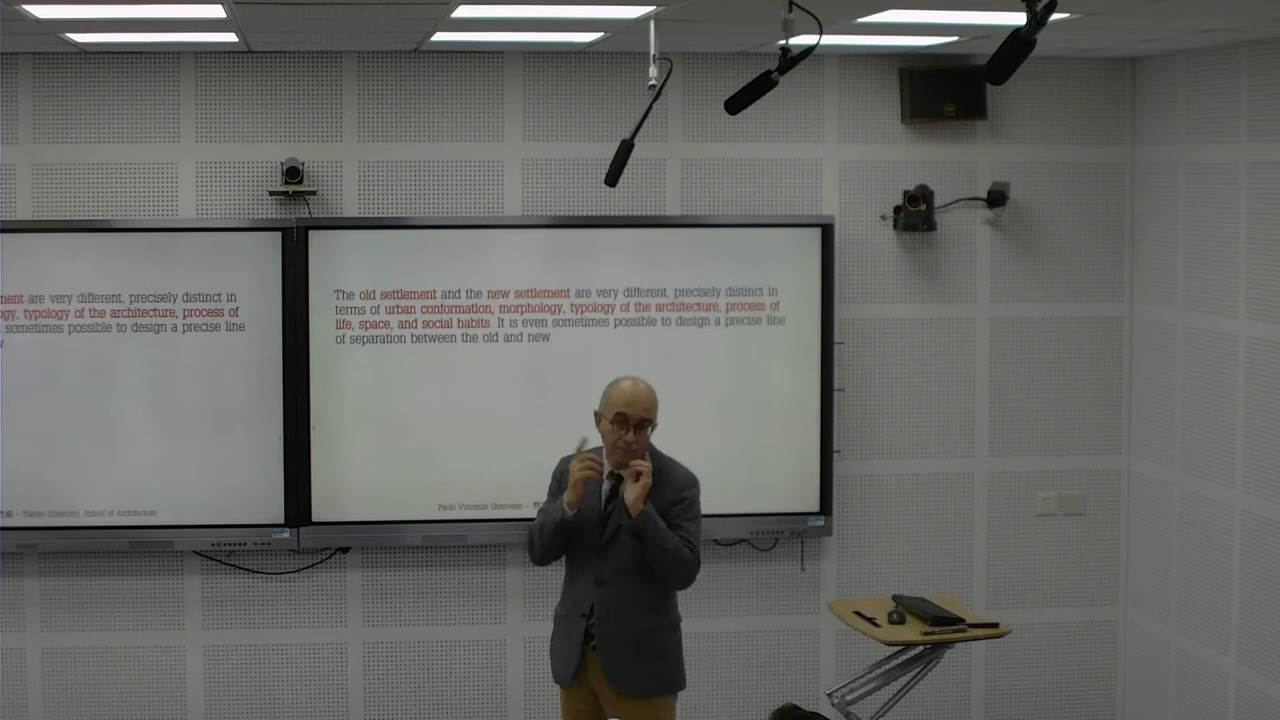 ment are very different, precisely distinct in
gy, typology of the architecture, process of
sometimes possible to design a precise line
Tianjin University School of Architecture
The old settlement and the new settlement are very different, precisely distinct in
terms of urban conformation, morphology, typology of the architecture, process of
life, space, and social habits. It is even sometimes possible to design a precise line
of separation between the old and new
Paolo Vincenzo Genovese -